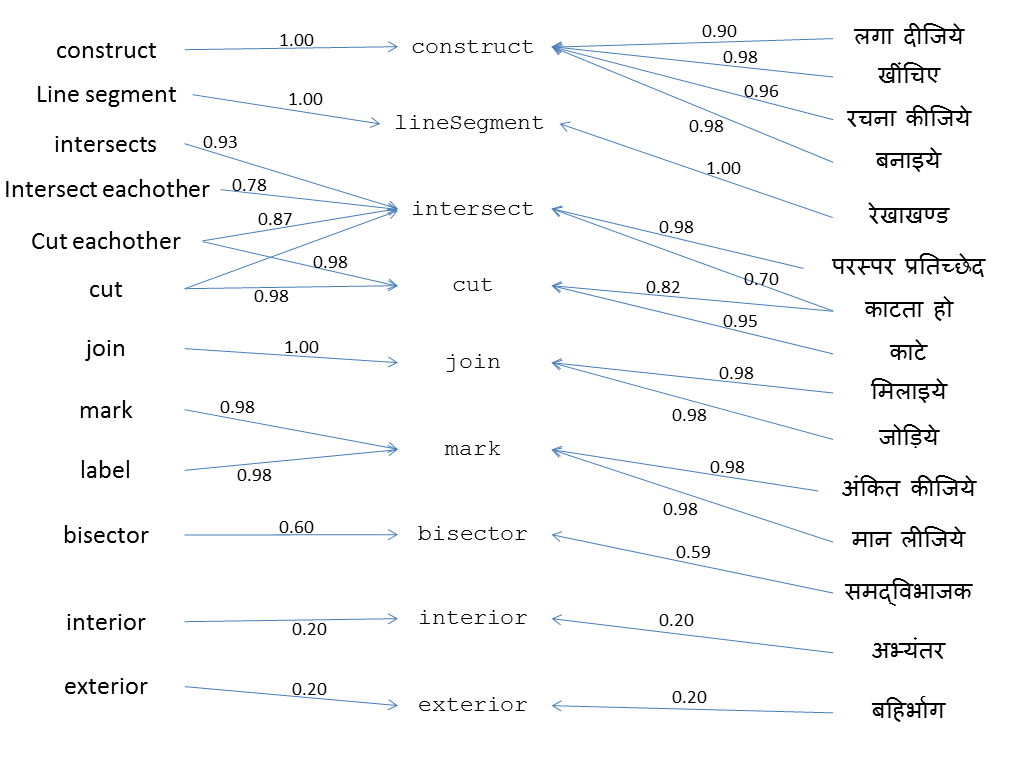 construct
1.00
construct
0.90
लगा दीजिये
0.98
खींचिए
Line segment
1.00
lineSegment
0.96
रचना कीजिये
0.98
बनाइये
intersects
0.93
1.00
रेखाखण्ड
Intersect eachother
0.78
intersect
0.87
0.98
परस्पर प्रतिच्छेद
Cut eachother
0.98
cut
0.98
cut
0.82
0.70
काटता हो
0.95
काटे
join
1.00
join
0.98
मिलाइये
0.98
जोड़िये
mark
0.98
mark
0.98
अंकित कीजिये
label
0.98
0.98
मान लीजिये
bisector
0.60
bisector
0.59
समद्विभाजक
interior
0.20
interior
0.20
अभ्यंतर
exterior
0.20
exterior
0.20
बहिर्भाग